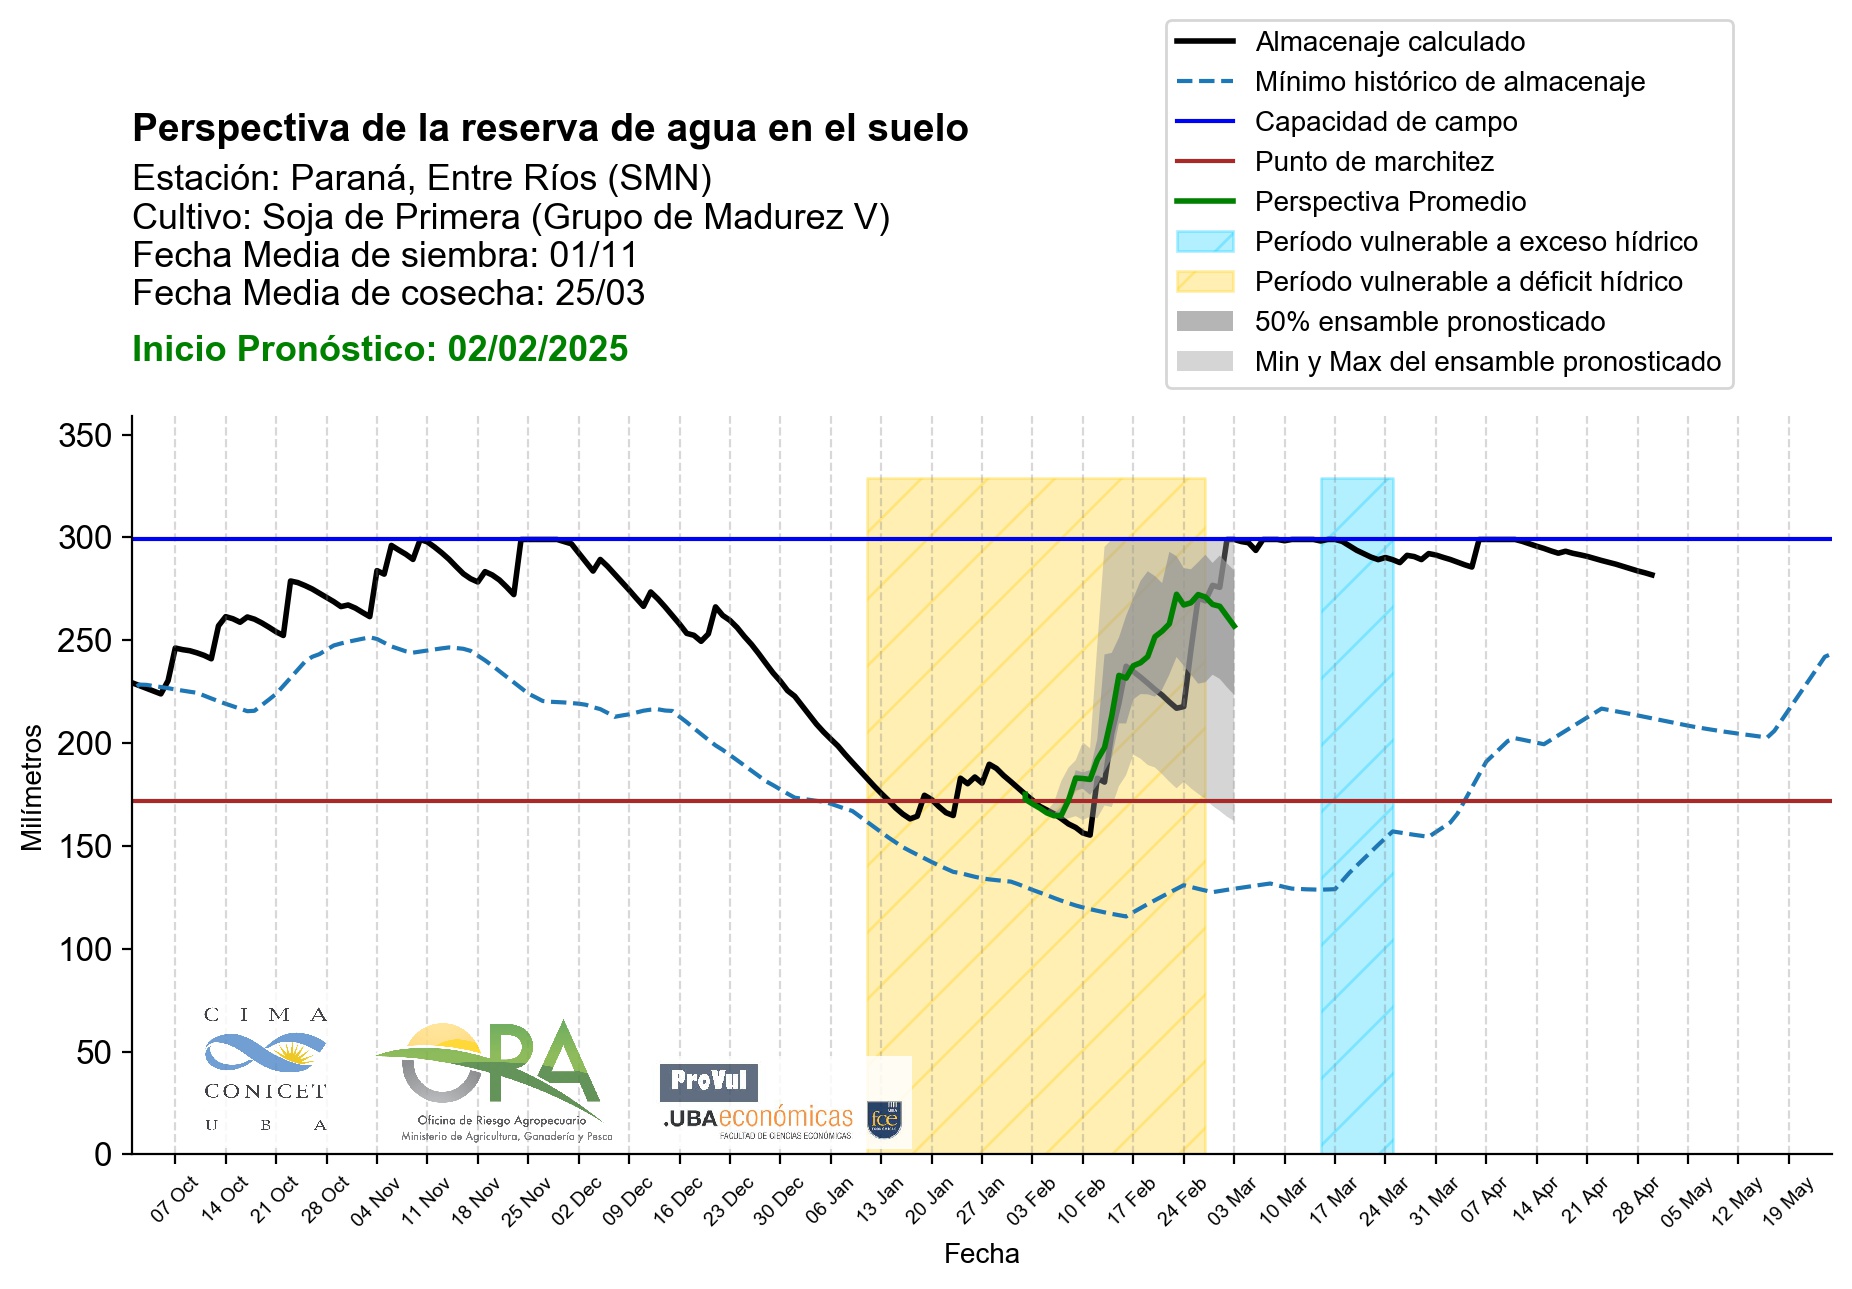 Almacenaje calculado
Mínimo histórico de almacenaje
Capacidad de campo
Punto de marchitez
Perspectiva Promedio
Período vulnerable a exceso hídrico
Período vulnerable a déficit hídrico
50% ensamble pronosticado
Min y Max del ensamble pronosticado
Perspectiva de la reserva de agua en el suelo
Estación: Paraná, Entre Ríos (SMN)
Cultivo: Soja de Primera (Grupo de Madurez V)
Fecha Media de siembra: 01/11
Fecha Media de cosecha: 25/03
Inicio Pronóstico: 02/02/2025
Milímetros
350
300
250
200
150
100
50
0
CIMA
CONICET
UBA
OPA
Oficina de Riesgo Agropecuario
Ministerio de Agricultura, Ganadería y Pesca
ProVul
.UBAeconómicas
FACULTAD DE CIENCIAS ECONÓMICAS
UBA
fce
07 Oct
14 Oct
21 Oct
28 Oct
04 Nov
11 Nov
18 Nov
25 Nov
02 Dec
09 Dec
16 Dec
23 Dec
30 Dec
06 Jan
13 Jan
20 Jan
27 Jan
03 Feb
10 Feb
17 Feb
24 Feb
03 Mar
10 Mar
17 Mar
24 Mar
31 Mar
07 Apr
14 Apr
21 Apr
28 Apr
05 May
12 May
19 May
Fecha